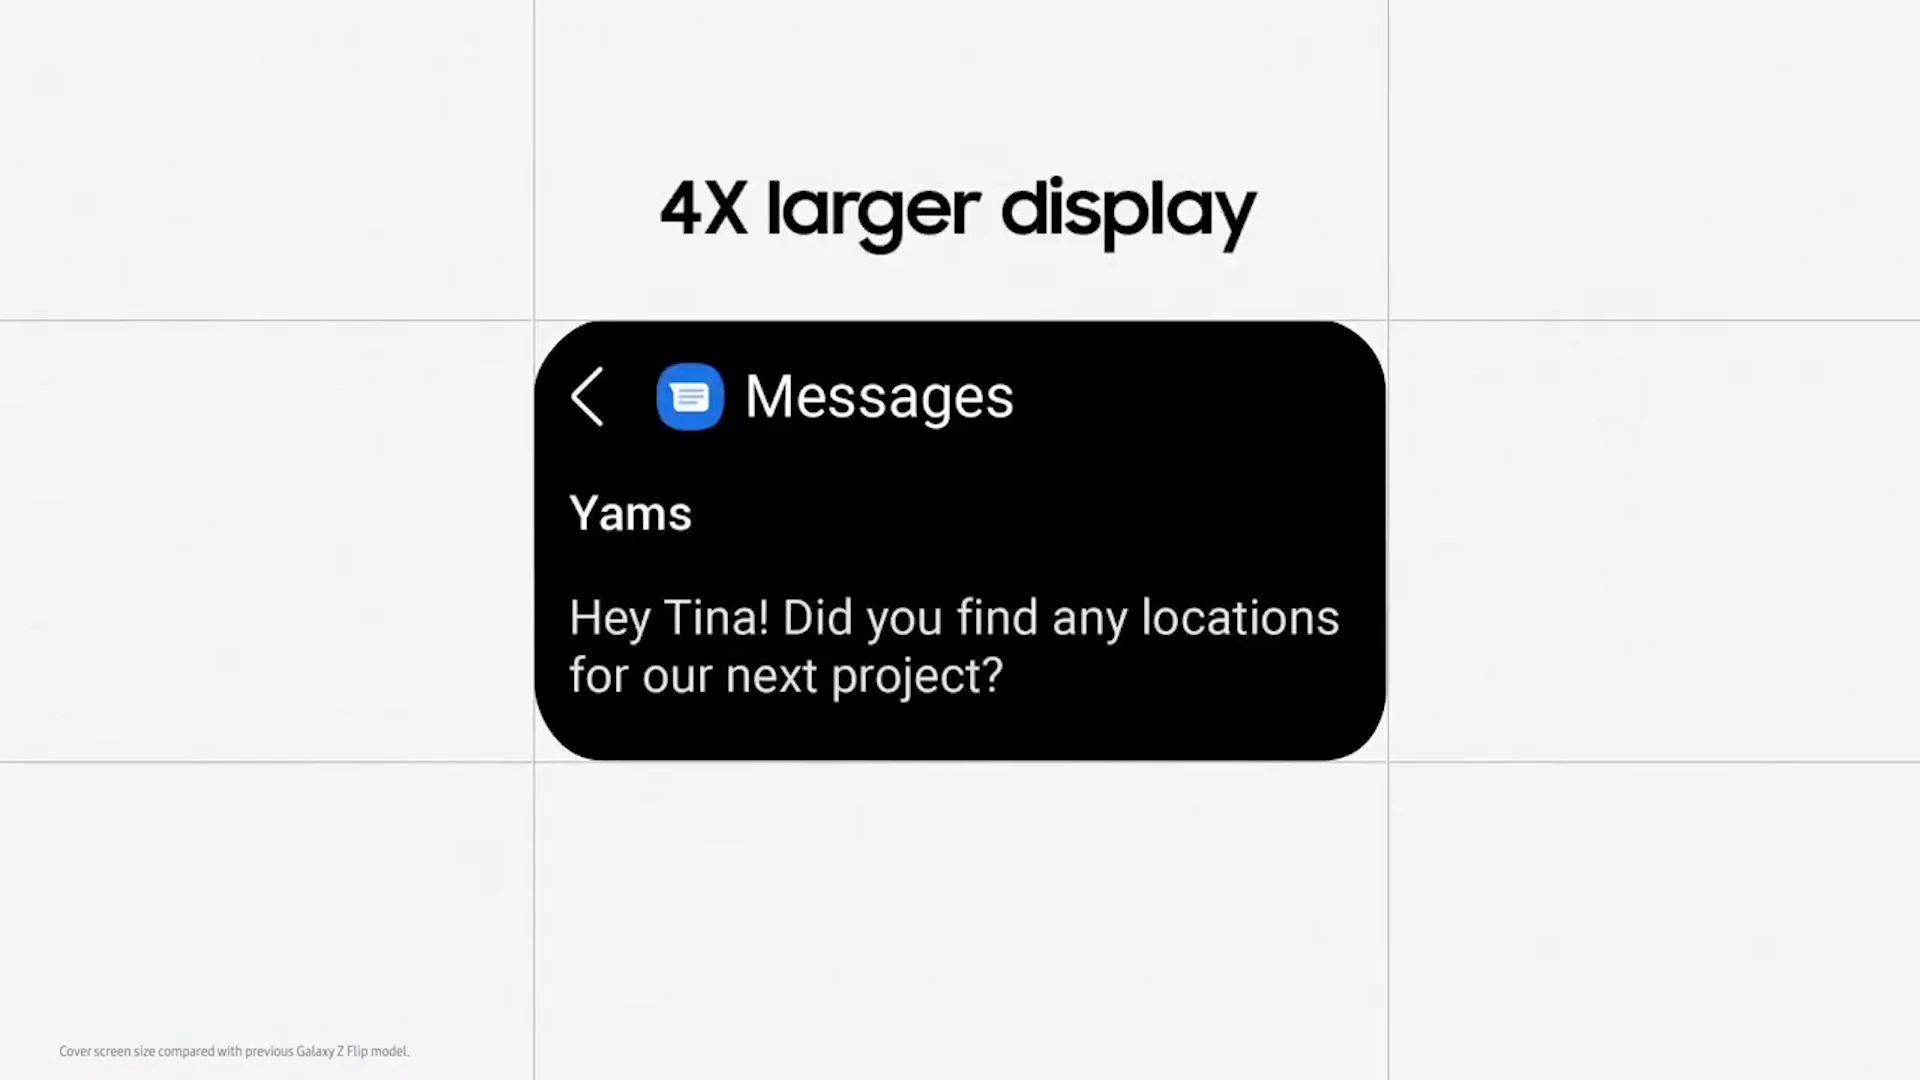 4X larger display
Messages
Yams
Hey Tina! Did you find any locations
for our next project?
Cover screen size compared with previous Galaxy Z Flip model.